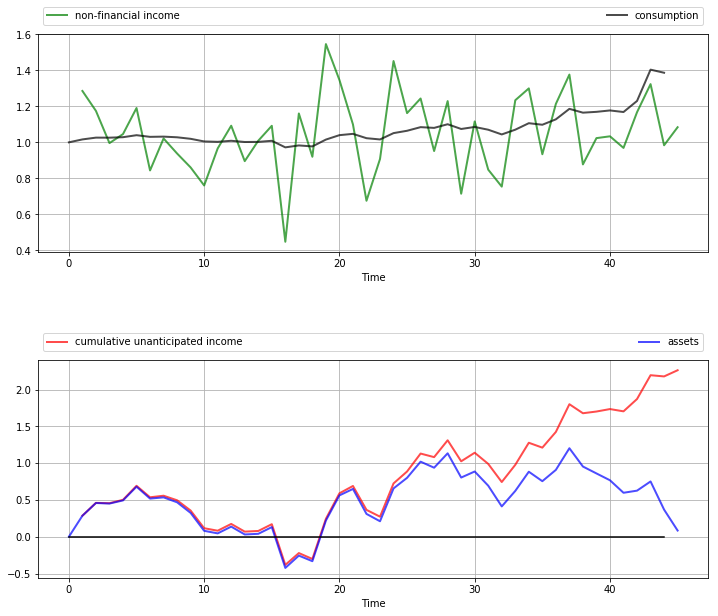 non-financial income consumption
1.6
1.4
1.2
1.0
0.8
0.6
0.4
0 10 20 30 40
Time
cumulative unanticipated income assets
2.0
1.5
1.0
0.5
0.0
−0.5
0 10 20 30 40
Time